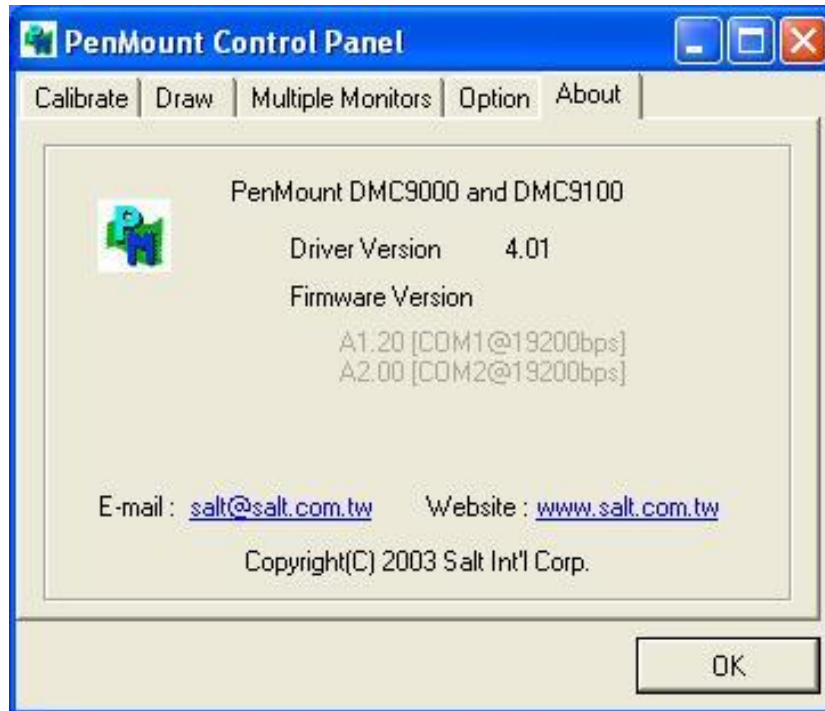 PenMount Control Panel
Calibrate Draw Multiple Monitors Option About
PM
PenMount DMC9000 and DMC9100
Driver Version 4.01
Firmware Version
A1.20 [COM1@19200bps]
A2.00 [COM2@19200bps]
E-mail : salt@salt.com.tw Website : www.salt.com.tw
Copyright(C) 2003 Salt Int'l Corp.
OK